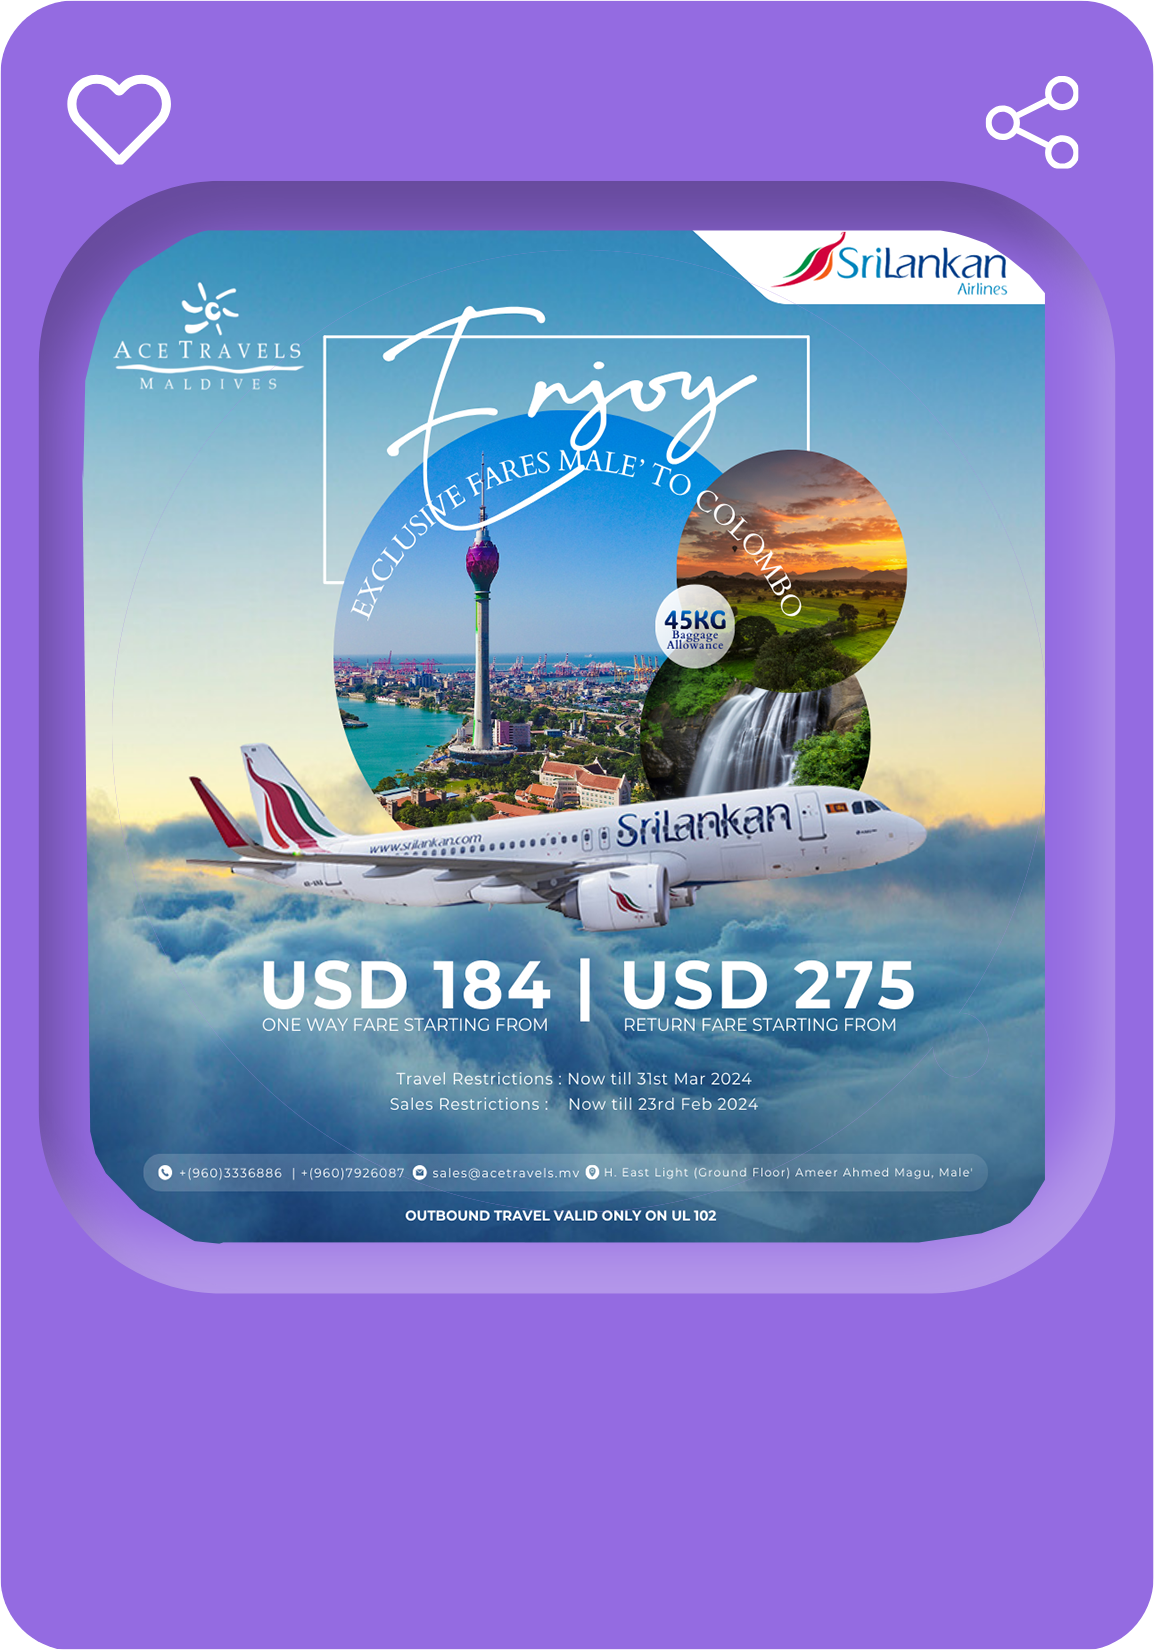 SriLankan
Airlines
ACE TRAVELS
MALDIVES
Enjoy
EXCLUSIVE FARES MALE' TO COLOMBO
45KG
Baggage
Allowance
www.srilankan.com
SriLankan
USD 184 | USD 275
ONE WAY FARE STARTING FROM RETURN FARE STARTING FROM
Travel Restrictions : Now till 31st Mar 2024
Sales Restrictions : Now till 23rd Feb 2024
+(960)3336886 | +(960)7926087 sales@acetravels.mv H. East Light (Ground Floor) Ameer Ahmed Magu, Male'
OUTBOUND TRAVEL VALID ONLY ON UL 102